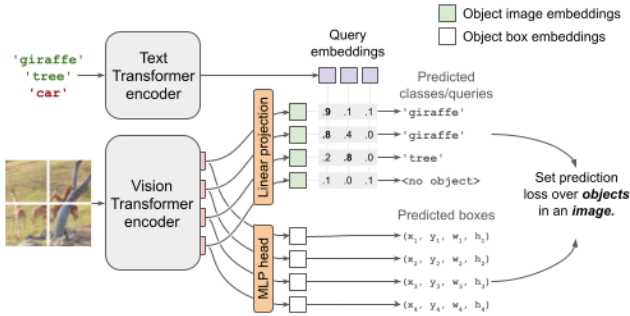 Object image embeddings
Object box embeddings
Query
embeddings
'giraffe'
'tree'
'car'
Text
Transformer
encoder
Predicted
classes/queries
Linear projection
.9 .1 .1 'giraffe'
.8 .4 .0 'giraffe'
.2 .8 .0 'tree'
.1 .0 .1 <no object>
Vision
Transformer
encoder
Set prediction
loss over objects
in an image.
Predicted boxes
MLP head
(x₁, y₁, w₁, h₁)
(x₂, y₂, w₂, h₂)
(x₃, y₃, w₃, h₃)
(x₄, y₄, w₄, h₄)